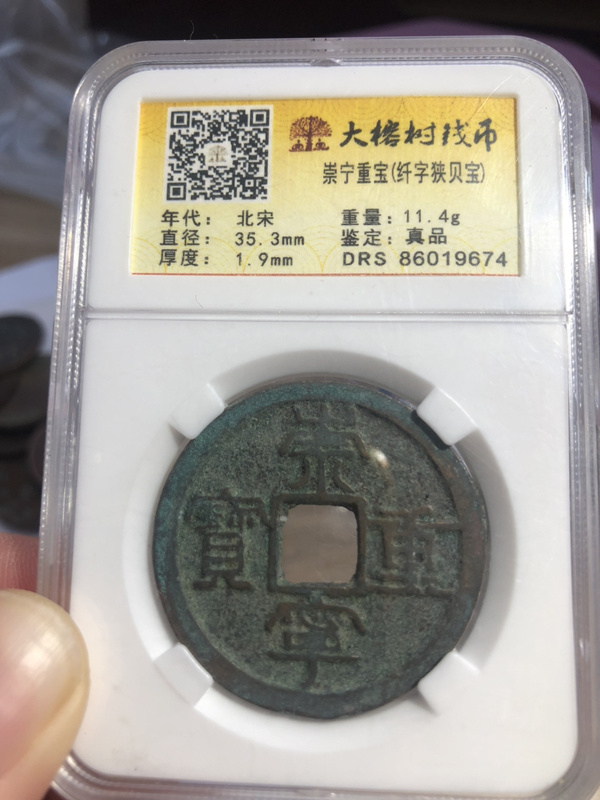 大榕树钱币
崇宁重宝(纤字狭贝宝)
年代： 北宋
重量：11.4g
直径： 35.3mm
鉴定：真品
厚度： 1.9mm
DRS 86019674
崇
寶 重
寧